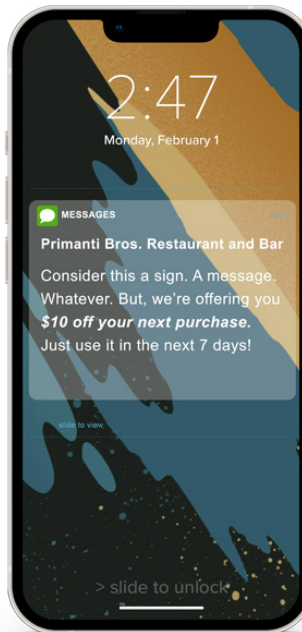 2:47
Monday, February 1
MESSAGES
Primanti Bros. Restaurant and Bar
Consider this a sign. A message.
Whatever. But, we're offering you
$10 off your next purchase.
Just use it in the next 7 days!
slide to view
> slide to unlock